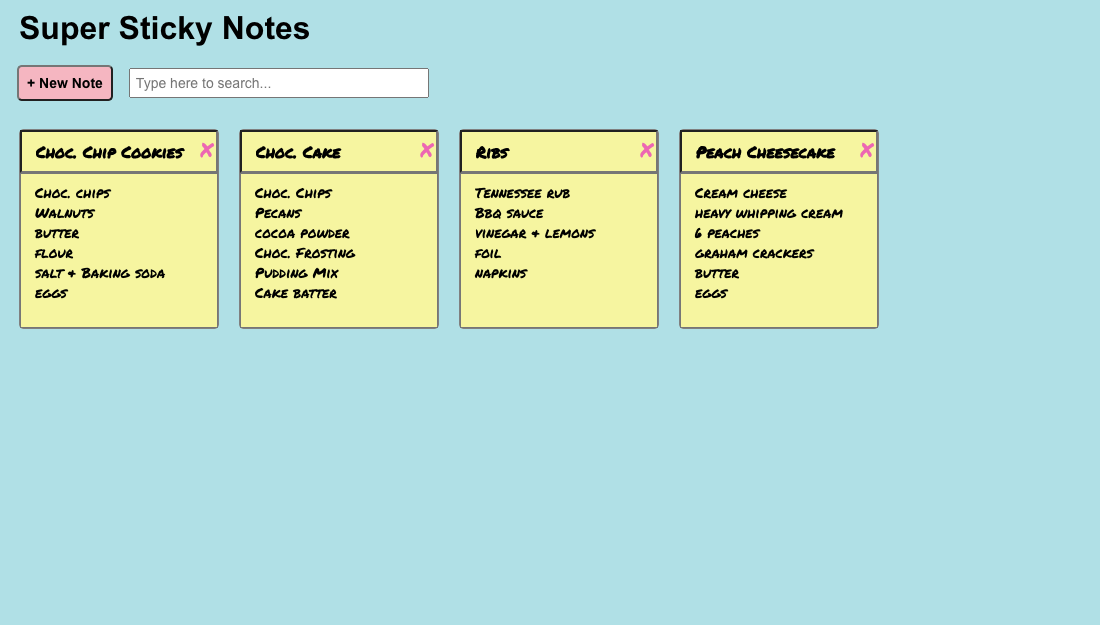 Super Sticky Notes
+ New Note
Type here to search...
Choc. Chip Cookies
✘
Choc. chips
Walnuts
butter
flour
salt & Baking soda
eggs
Choc. Cake
✘
Choc. Chips
Pecans
cocoa powder
Choc. Frosting
Pudding Mix
Cake batter
Ribs
✘
Tennessee rub
Bbq sauce
vinegar & lemons
foil
napkins
Peach Cheesecake
✘
Cream cheese
heavy whipping cream
6 peaches
graham crackers
butter
eggs